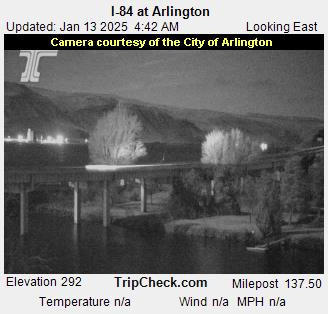 I-84 at Arlington
Updated: Jan 13 2025 4:42 AM Looking East
Camera courtesy of the City of Arlington
Elevation 292 TripCheck.com Milepost 137.50
Temperature n/a Wind n/a MPH n/a